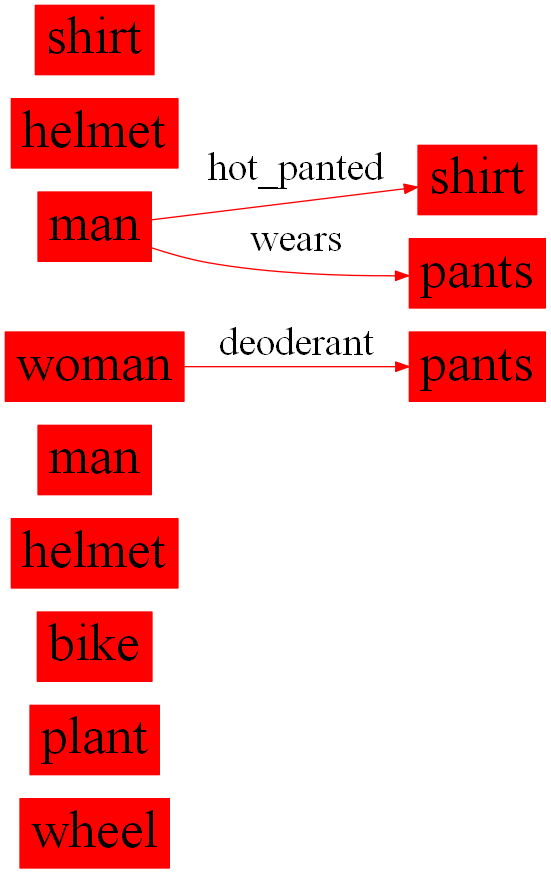 shirt
helmet
hot_panted
shirt
man
wears
pants
woman
deoderant
pants
man
helmet
bike
plant
wheel